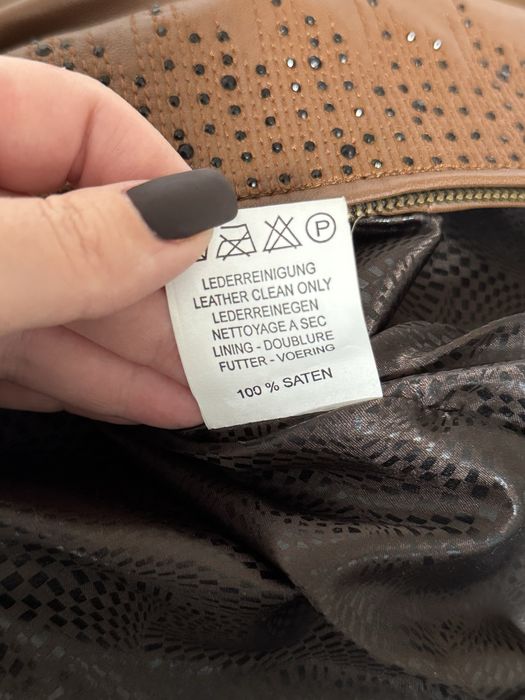 P
LEDERREINIGUNG
LEATHER CLEAN ONLY
LEDERREINEGEN
NETTOYAGE A SEC
LINING - DOUBLURE
FUTTER - VOERING
100 % SATEN